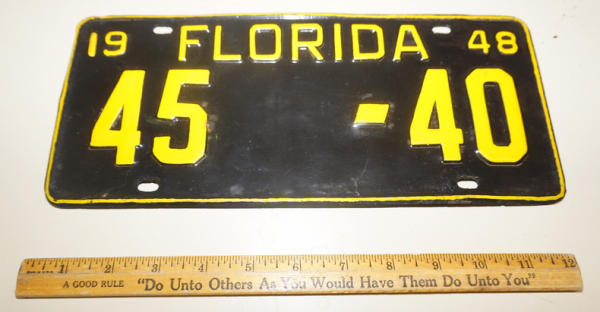 19 FLORIDA 48
45 -40
1 2 3 4 5 6 7 8 9 10 11 12
A GOOD RULE "Do Unto Others As You Would Have Them Do Unto You"